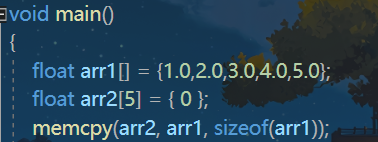 void main()
{
float arr1[] = {1.0,2.0,3.0,4.0,5.0};
float arr2[5] = { 0 };
memcpy(arr2, arr1, sizeof(arr1));